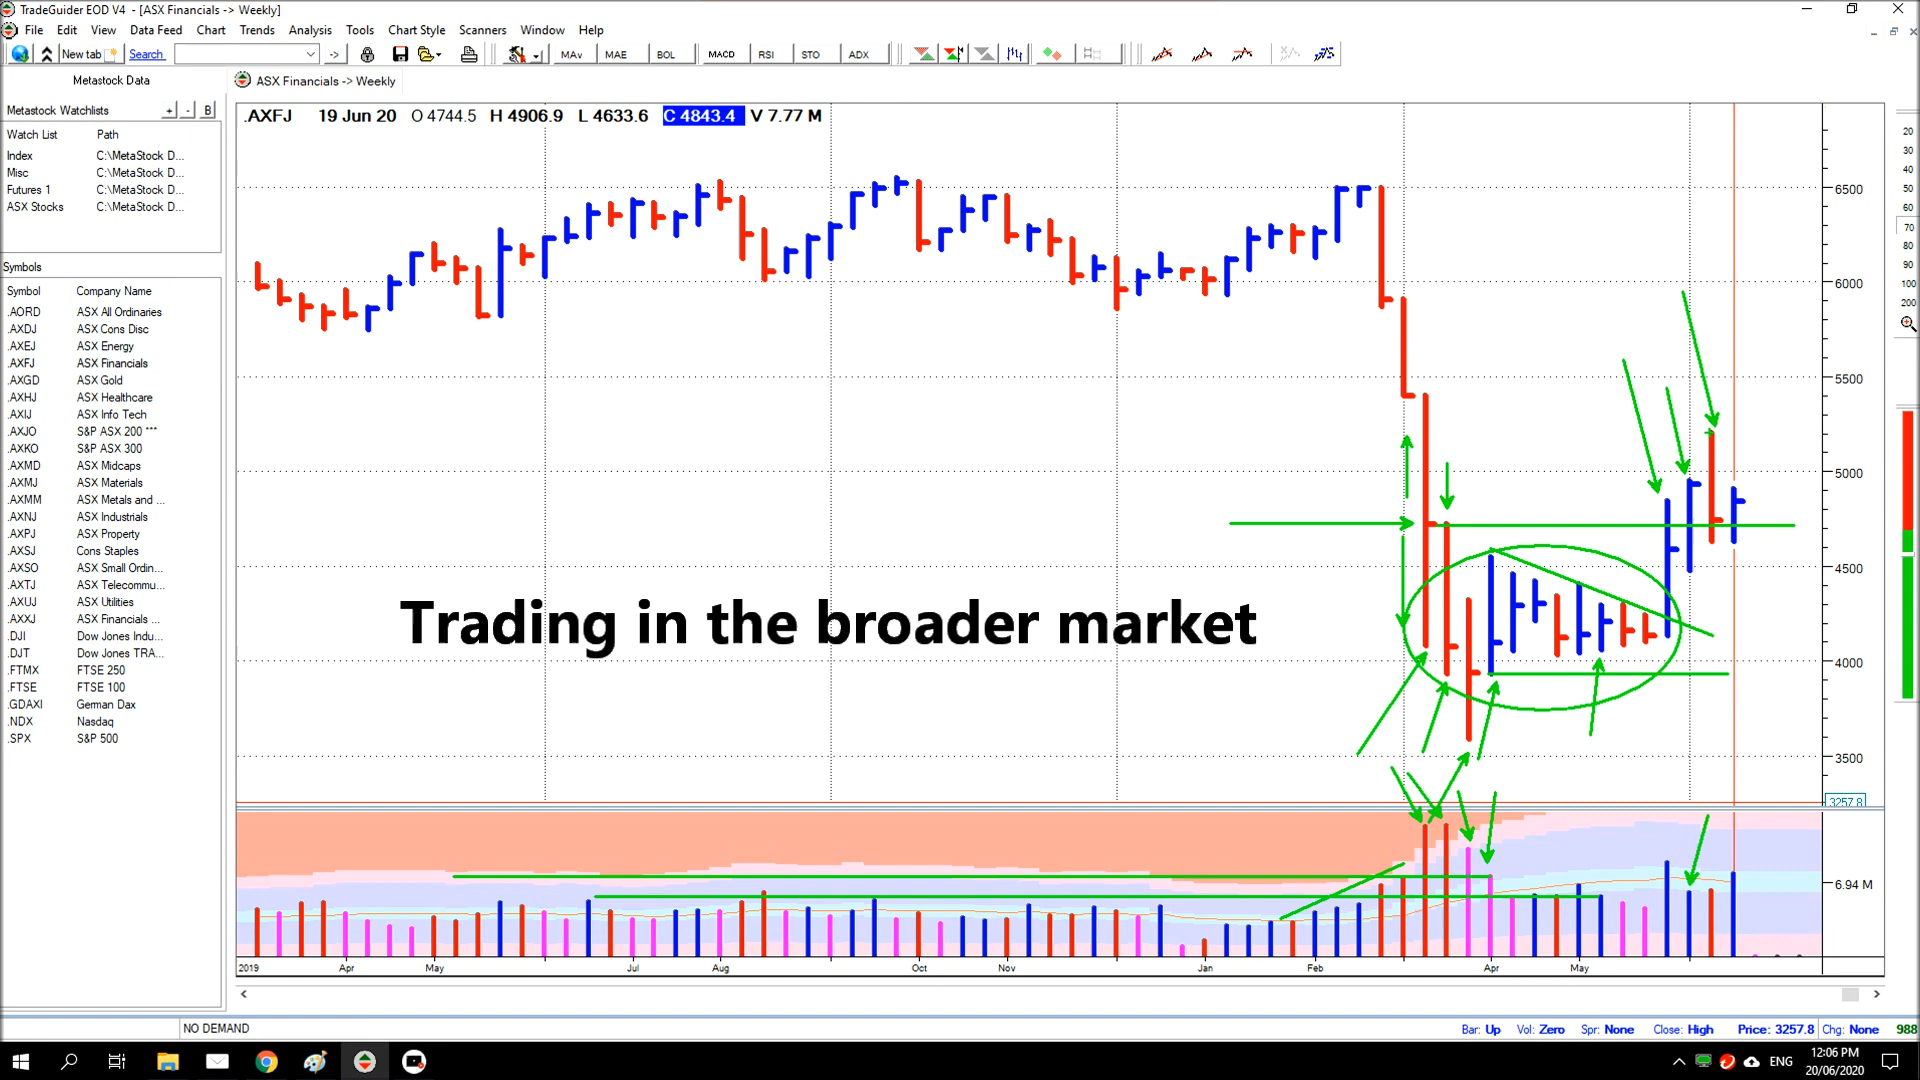 TradeGuider EOD V4 - [ASX Financials -> Weekly]
File Edit View Data Feed Chart Trends Analysis Tools Chart Style Scanners Window Help
New tab Search -> MAv MAE BOL MACD RSI STO ADX
Metastock Data
ASX Financials -> Weekly
Metastock Watchlists + - B
Watch List Path
Index C:\MetaStock D...
Misc C:\MetaStock D...
Futures 1 C:\MetaStock D...
ASX Stocks C:\MetaStock D...
Symbols
Symbol Company Name
.AORD ASX All Ordinaries
.AXDJ ASX Cons Disc
.AXEJ ASX Energy
.AXFJ ASX Financials
.AXGD ASX Gold
.AXHJ ASX Healthcare
.AXIJ ASX Info Tech
.AXJO S&P ASX 200 ***
.AXKO S&P ASX 300
.AXMD ASX Midcaps
.AXMJ ASX Materials
.AXMM ASX Metals and ...
.AXNJ ASX Industrials
.AXPJ ASX Property
.AXSJ Cons Staples
.AXSO ASX Small Ordin...
.AXTJ ASX Telecommu...
.AXUJ ASX Utilities
.AXXJ ASX Financials ...
.DJI Dow Jones Indu...
.DJT Dow Jones TRA...
.FTMX FTSE 250
.FTSE FTSE 100
.GDAXI German Dax
.NDX Nasdaq
.SPX S&P 500
.AXFJ 19 Jun 20 O 4744.5 H 4906.9 L 4633.6 C 4843.4 V 7.77 M
6500
6000
5500
5000
4500
4000
3500
3257.8
6.94 M
20
30
40
50
60
70
80
90
100
200
Trading in the broader market
2019 Apr May Jul Aug Oct Nov Jan Feb Apr May
NO DEMAND
Bar: Up Vol: Zero Spr: None Close: High Price: 3257.8 Chg: None 988
ENG
12:06 PM
20/06/2020